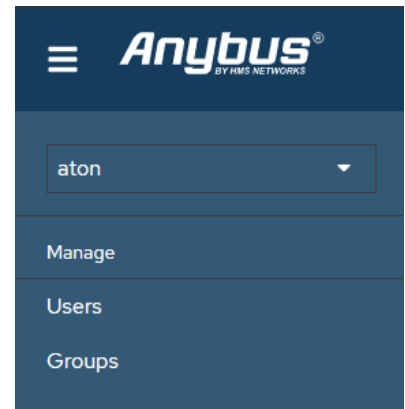 Anybus®
BY HMS NETWORKS
aton
Manage
Users
Groups